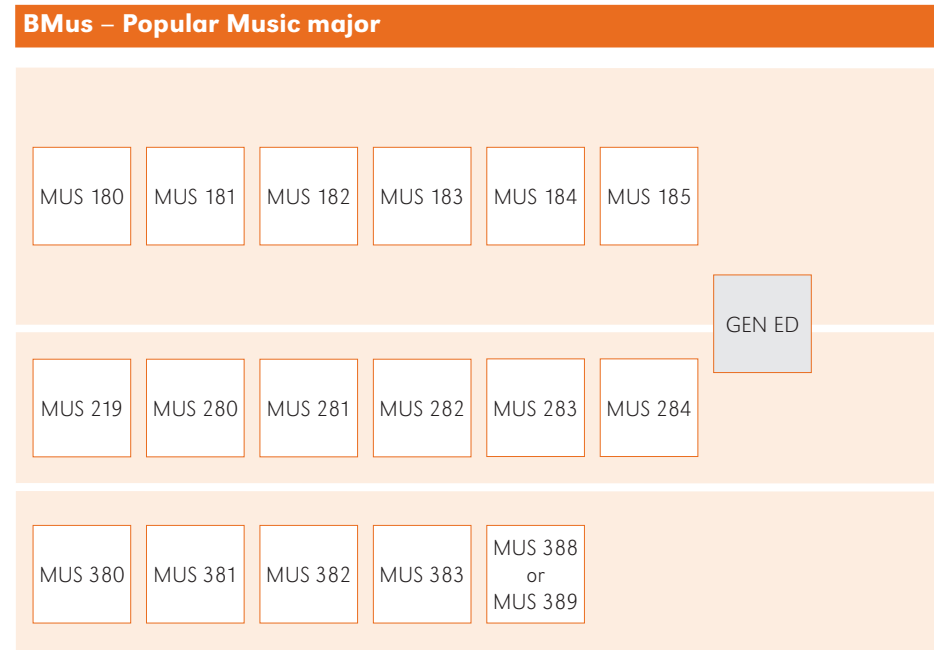 BMus – Popular Music major
MUS 180 MUS 181 MUS 182 MUS 183 MUS 184 MUS 185
GEN ED
MUS 219 MUS 280 MUS 281 MUS 282 MUS 283 MUS 284
MUS 380 MUS 381 MUS 382 MUS 383 MUS 388
or
MUS 389